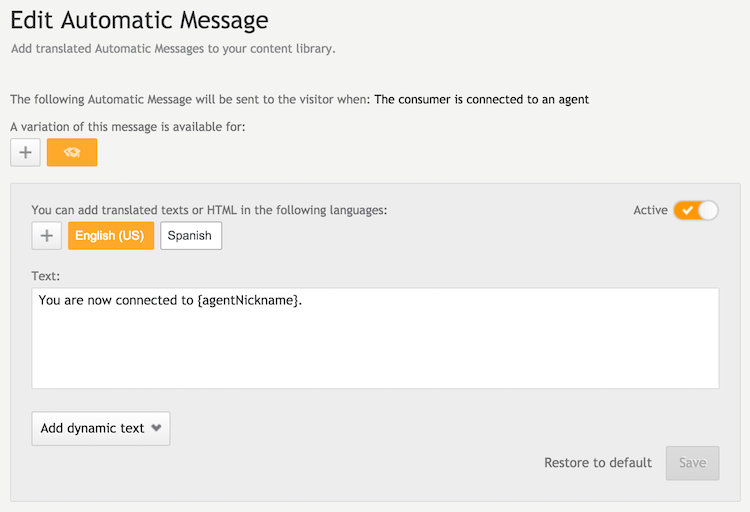 Edit Automatic Message
Add translated Automatic Messages to your content library.
The following Automatic Message will be sent to the visitor when: The consumer is connected to an agent
A variation of this message is available for:
You can add translated texts or HTML in the following languages:
Active
English (US)
Spanish
Text:
You are now connected to {agentNickname}.
Add dynamic text
Restore to default
Save